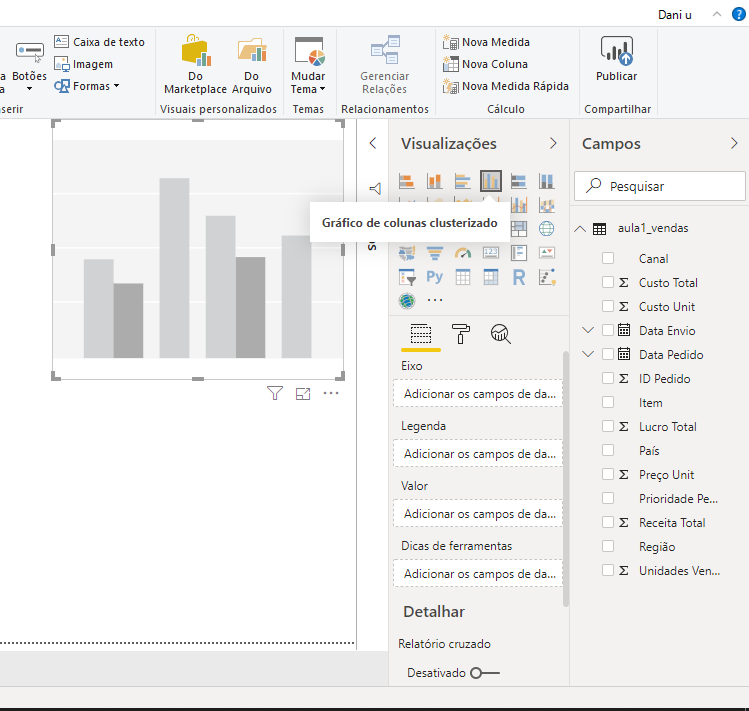 Dani u
?
Caixa de texto
Imagem
Formas
Botões
a
a
serir
Do
Marketplace
Do
Arquivo
Visuais personalizados
Mudar
Tema
Temas
Gerenciar
Relações
Relacionamentos
Nova Medida
Nova Coluna
Nova Medida Rápida
Cálculo
Publicar
Compartilhar
Visualizações
Gráfico de colunas clusterizado
os
123
Py
R
Eixo
Adicionar os campos de da...
Legenda
Adicionar os campos de da...
Valor
Adicionar os campos de da...
Dicas de ferramentas
Adicionar os campos de da...
Detalhar
Relatório cruzado
Desativado
Campos
Pesquisar
aula1_vendas
Canal
Σ Custo Total
Σ Custo Unit
Data Envio
Data Pedido
Σ ID Pedido
Item
Σ Lucro Total
País
Σ Preço Unit
Prioridade Pe...
Σ Receita Total
Região
Σ Unidades Ven...